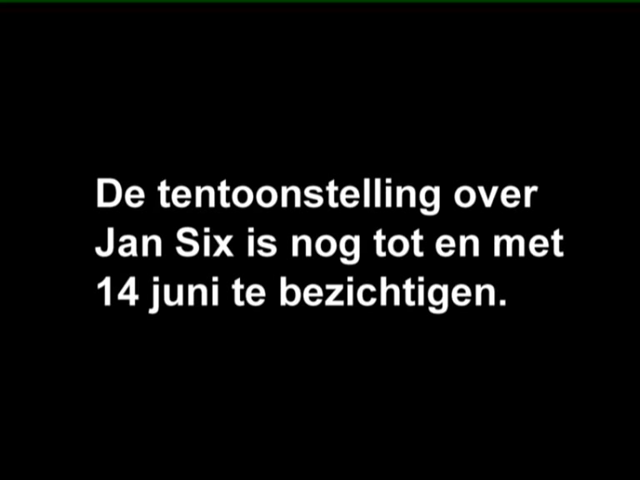 De tentoonstelling over
Jan Six is nog tot en met
14 juni te bezichtigen.